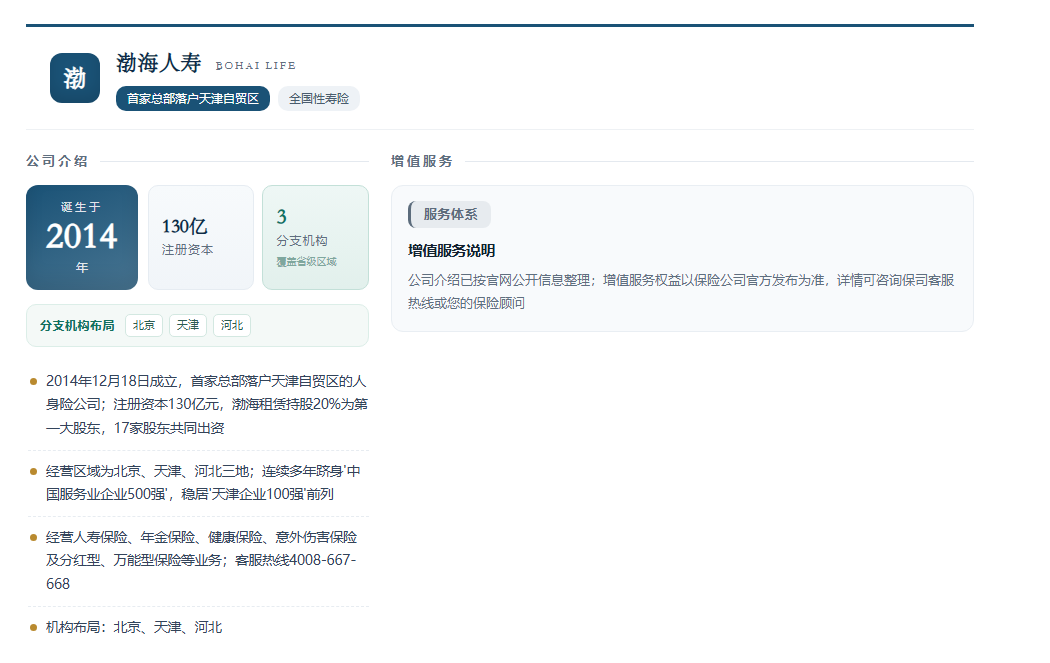 渤
渤海人寿 BOHAI LIFE
首家总部落户天津自贸区 全国性寿险
公司介绍
诞生于
2014
年
130亿
注册资本
3
分支机构
覆盖省级区域
分支机构布局 北京 天津 河北
2014年12月18日成立，首家总部落户天津自贸区的人
身险公司；注册资本130亿元，渤海租赁持股20%为第
一大股东，17家股东共同出资
经营区域为北京、天津、河北三地；连续多年跻身'中
国服务业企业500强'，稳居'天津企业100强'前列
经营人寿保险、年金保险、健康保险、意外伤害保险
及分红型、万能型保险等业务；客服热线4008-667-
668
机构布局：北京、天津、河北
增值服务
服务体系
增值服务说明
公司介绍已按官网公开信息整理；增值服务权益以保险公司官方发布为准，详情可咨询保司客服
热线或您的保险顾问